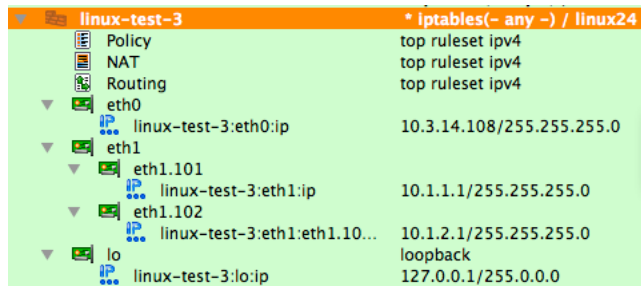 linux-test-3 * iptables(- any -) / linux24
Policy top ruleset ipv4
NAT top ruleset ipv4
Routing top ruleset ipv4
eth0
linux-test-3:eth0:ip 10.3.14.108/255.255.255.0
eth1
eth1.101
linux-test-3:eth1:ip 10.1.1.1/255.255.255.0
eth1.102
linux-test-3:eth1:eth1.10... 10.1.2.1/255.255.255.0
lo loopback
linux-test-3:lo:ip 127.0.0.1/255.0.0.0